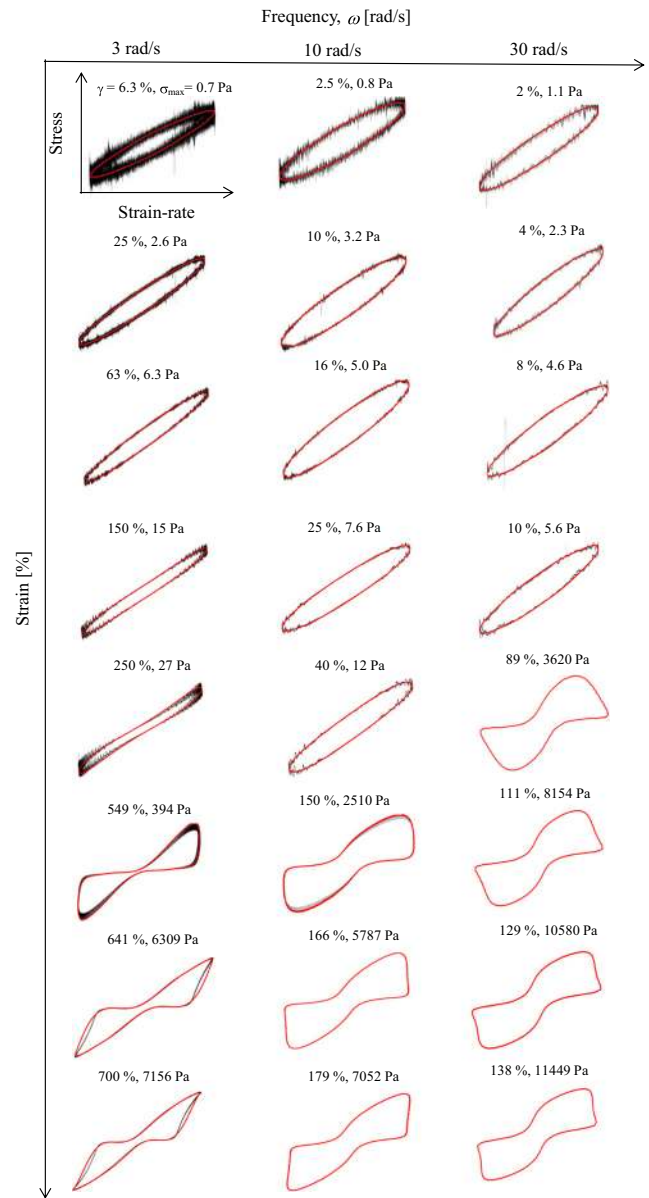 Frequency, ω [rad/s]
3 rad/s 10 rad/s 30 rad/s
γ = 6.3 %, σmax= 0.7 Pa 2.5 %, 0.8 Pa 2 %, 1.1 Pa
Stress
Strain-rate
25 %, 2.6 Pa 10 %, 3.2 Pa 4 %, 2.3 Pa
63 %, 6.3 Pa 16 %, 5.0 Pa 8 %, 4.6 Pa
150 %, 15 Pa 25 %, 7.6 Pa 10 %, 5.6 Pa
Strain [%]
250 %, 27 Pa 40 %, 12 Pa 89 %, 3620 Pa
549 %, 394 Pa 150 %, 2510 Pa 111 %, 8154 Pa
641 %, 6309 Pa 166 %, 5787 Pa 129 %, 10580 Pa
700 %, 7156 Pa 179 %, 7052 Pa 138 %, 11449 Pa